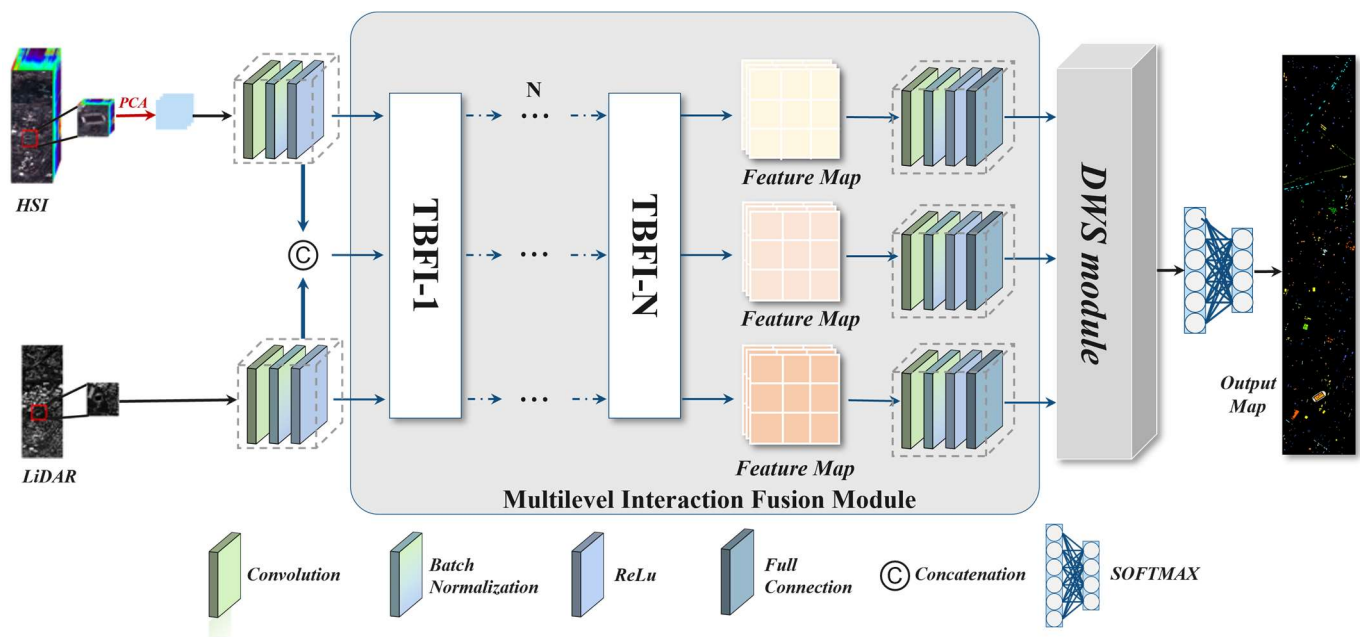 PCA
HSI
N
...
...
Feature Map
TBFI-1
TBFI-N
DWS module
C
...
...
Feature Map
LiDAR
...
...
Feature Map
Output
Map
Multilevel Interaction Fusion Module
Convolution
Batch
Normalization
ReLu
Full
Connection
C Concatenation
SOFTMAX